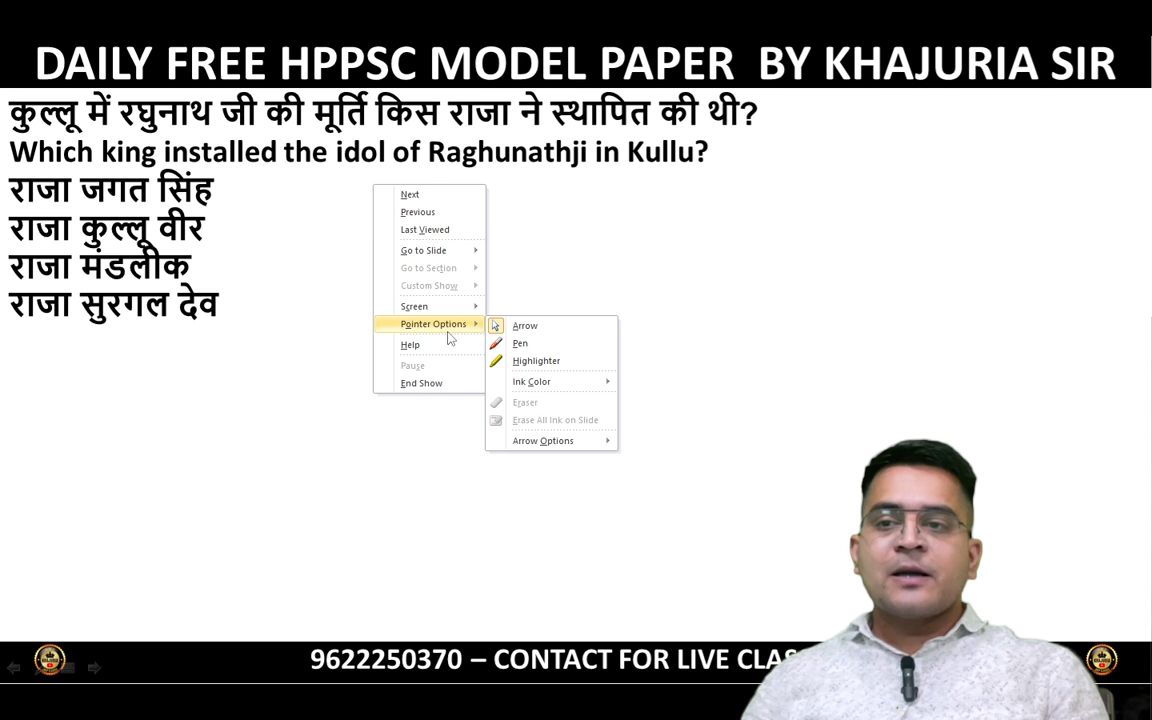 DAILY FREE HPPSC MODEL PAPER BY KHAJURIA SIR
कुल्लू में रघुनाथ जी की मूर्ति किस राजा ने स्थापित की थी?
Which king installed the idol of Raghunathji in Kullu?
राजा जगत सिंह
राजा कुल्लू वीर
राजा मंडलीक
राजा सुरगल देव
Next
Previous
Last Viewed
Go to Slide
Go to Section
Custom Show
Screen
Pointer Options
Help
Pause
End Show
Arrow
Pen
Highlighter
Ink Color
Eraser
Erase All Ink on Slide
Arrow Options
9622250370 – CONTACT FOR LIVE